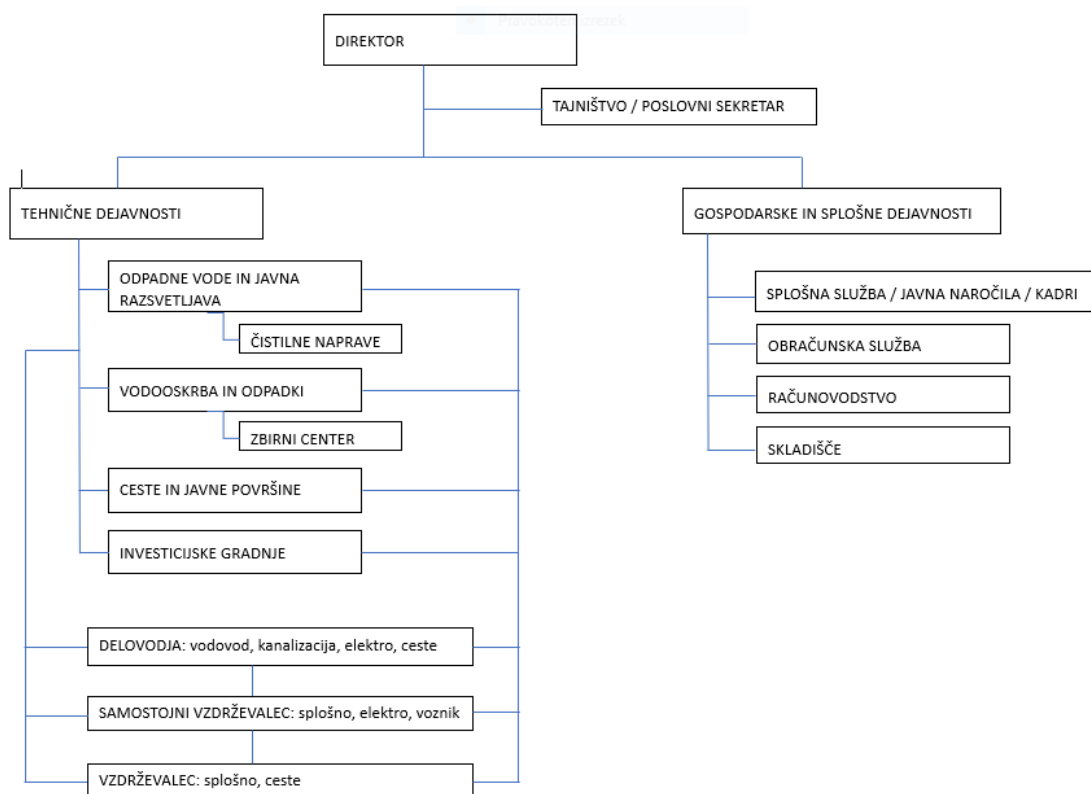 Pravokoten izrezek
DIREKTOR
TAJNIŠTVO / POSLOVNI SEKRETAR
TEHNIČNE DEJAVNOSTI
GOSPODARSKE IN SPLOŠNE DEJAVNOSTI
ODPADNE VODE IN JAVNA
RAZSVETLJAVA
ČISTILNE NAPRAVE
VODOOSKRBA IN ODPADKI
ZBIRNI CENTER
CESTE IN JAVNE POVRŠINE
INVESTICIJSKE GRADNJE
DELOVODJA: vodovod, kanalizacija, elektro, ceste
SAMOSTOJNI VZDRŽEVALEC: splošno, elektro, voznik
VZDRŽEVALEC: splošno, ceste
SPLOŠNA SLUŽBA / JAVNA NAROČILA / KADRI
OBRAČUNSKA SLUŽBA
RAČUNOVODSTVO
SKLADIŠČE